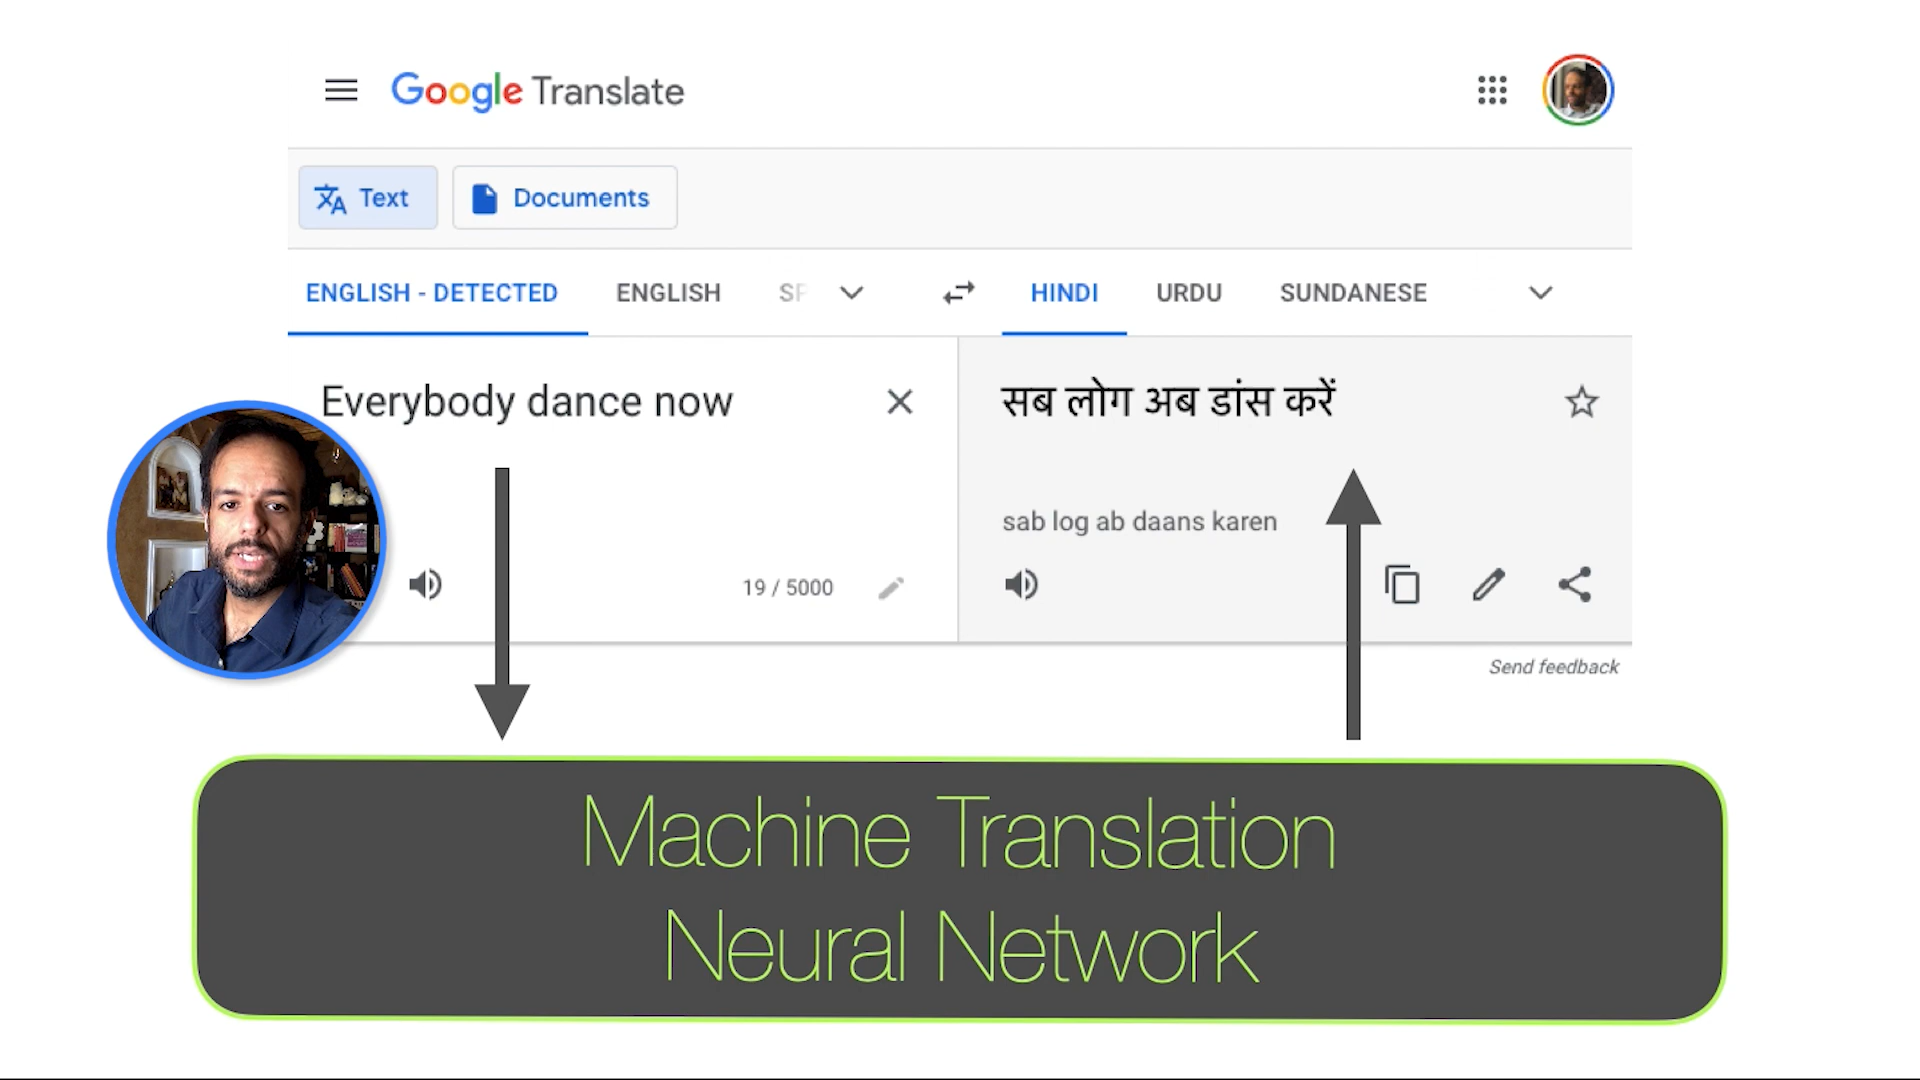 Google Translate
Text
Documents
ENGLISH - DETECTED
ENGLISH
HINDI
URDU
SUNDANESE
Everybody dance now
सब लोग अब डांस करें
sab log ab daans karen
19 / 5000
Send feedback
Machine Translation
Neural Network